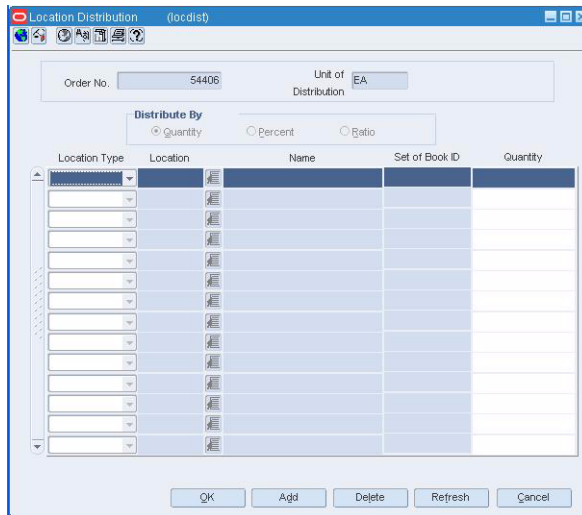 Location Distribution (locdist)
Order No. 54406 Unit of Distribution EA
Distribute By
Quantity Percent Ratio
Location Type Location Name Set of Book ID Quantity
OK Add Delete Refresh Cancel